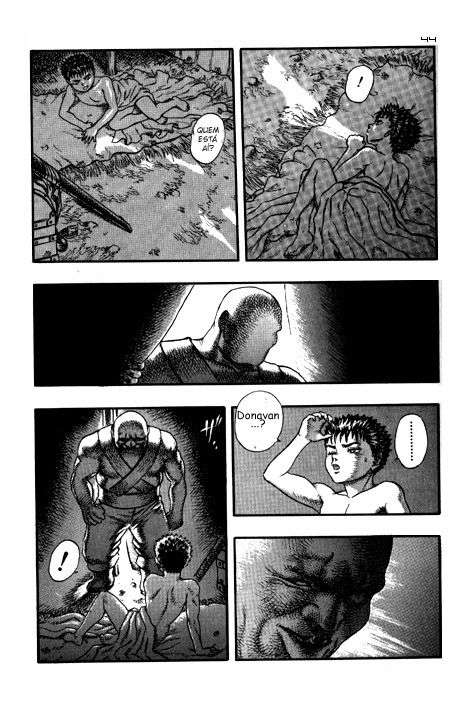 44
QUEM
ESTÁ
AÍ?
!
Donovan
...?
.........
!